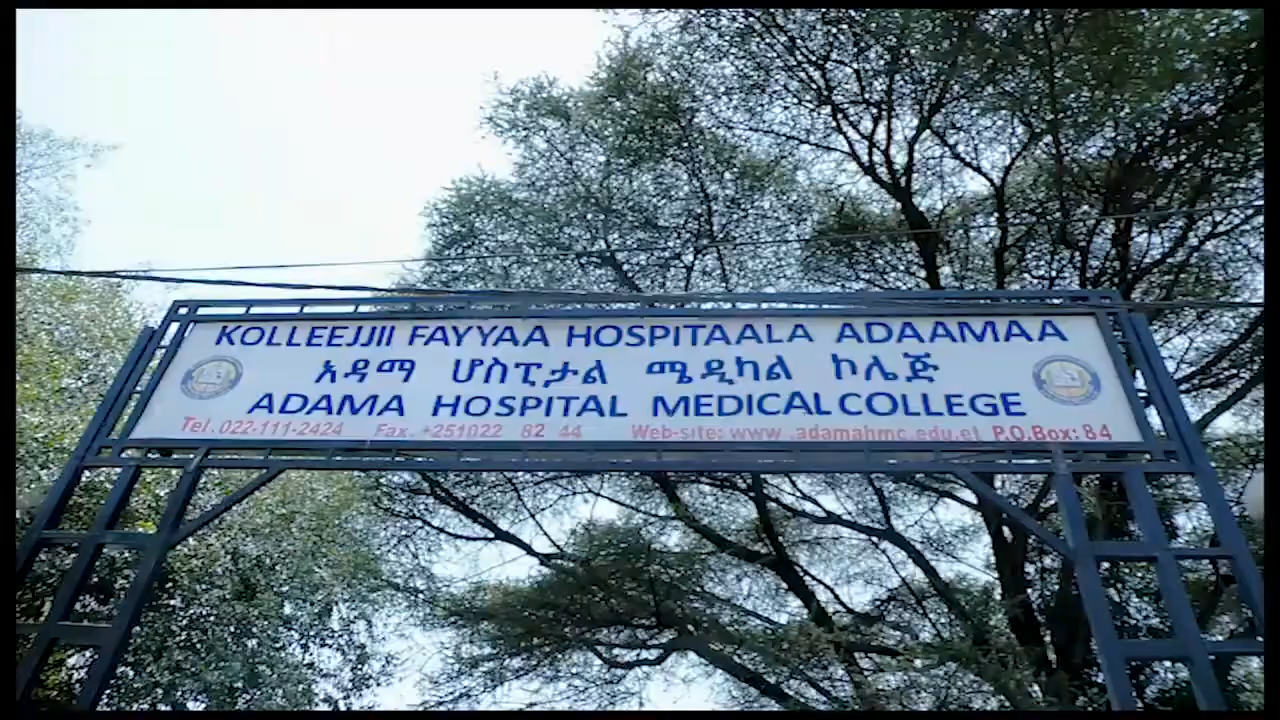 KOLLEEJJII FAYYAA HOSPITAALA ADAAMAA
አዳማ ሆስፒታል ሜዲካል ኮሌጅ
ADAMA HOSPITAL MEDICAL COLLEGE
Tel. 022-111-2424 Fax. +251022 82 44 Web-site: www .adamahmc.edu.et P.O.Box: 84